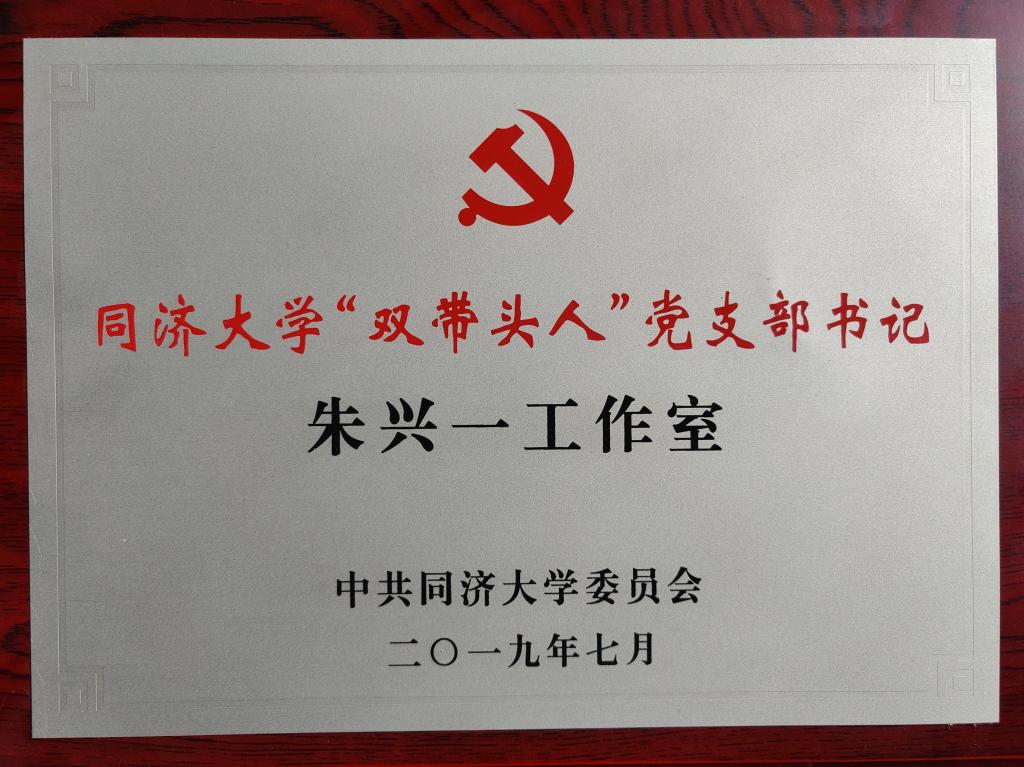 同济大学“双带头人”党支部书记
朱兴一工作室
中共同济大学委员会
二〇一九年七月